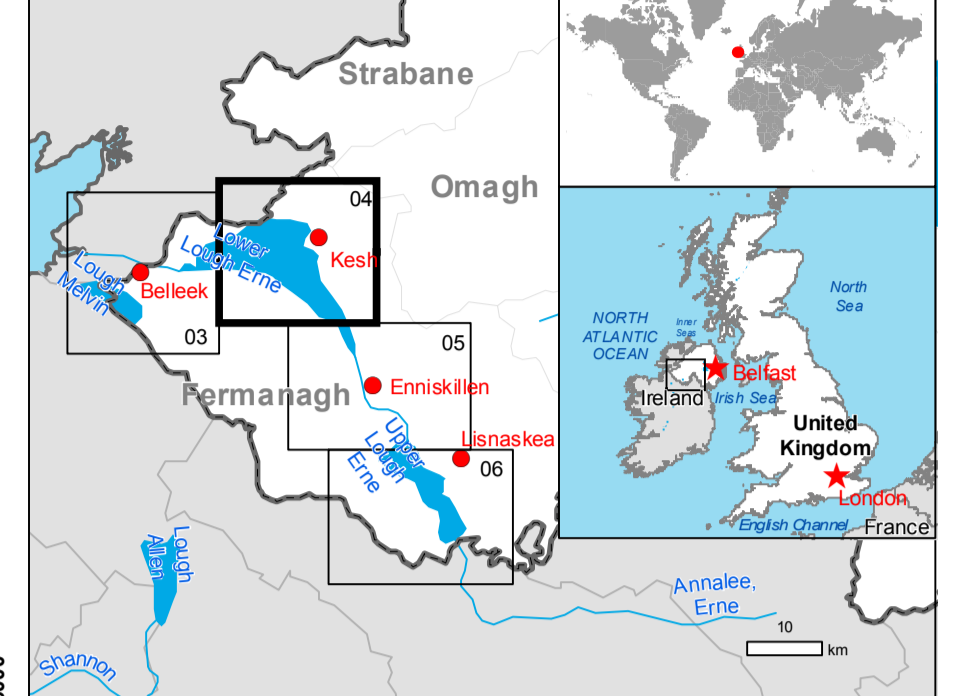 Strabane
Omagh
04
Lower
Lough Erne
Kesh
Lough
Melvin
Belleek
03
05
Enniskillen
Fermanagh
Upper
Lough
Erne
Lisnaskea
06
Lough
Allen
Shannon
Annalee,
Erne
10
km
North
Sea
NORTH
ATLANTIC
OCEAN
Inner
Seas
Belfast
Ireland
Irish Sea
United
Kingdom
London
English Channel
France